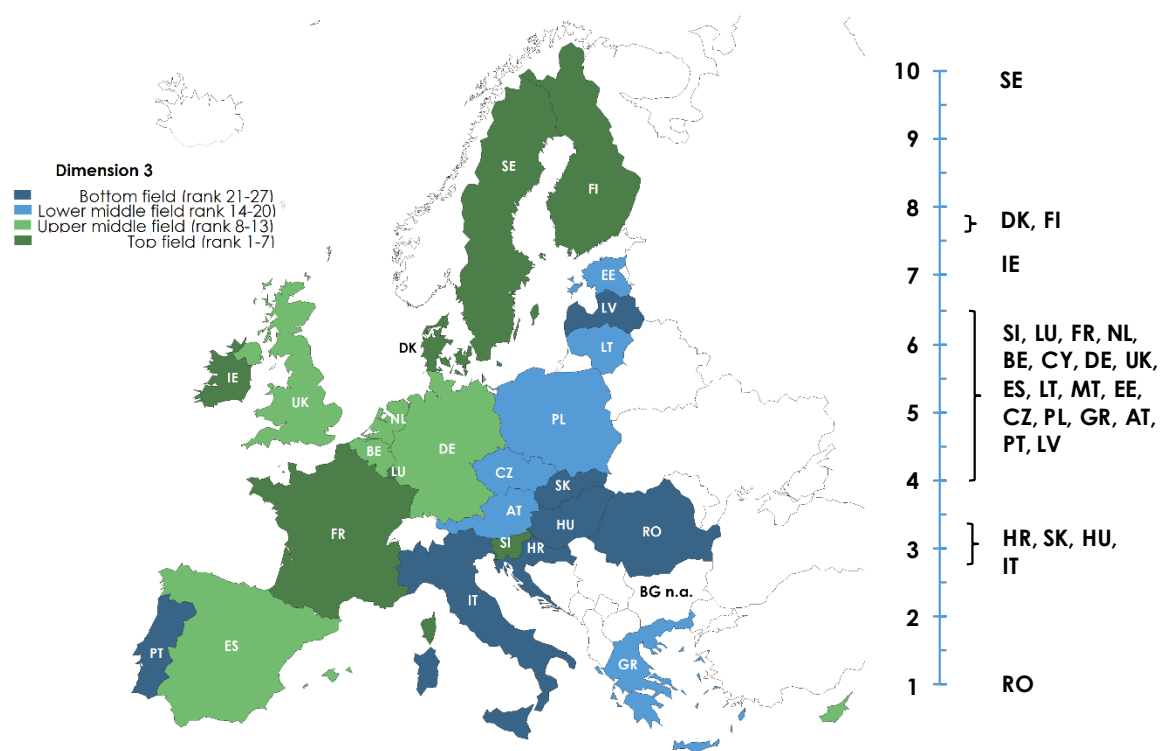 Dimension 3
Bottom field (rank 21-27)
Lower middle field rank 14-20)
Upper middle field (rank 8-13)
Top field (rank 1-7)
SE
FI
EE
LV
LT
DK
IE
UK
NL
BE
LU
DE
PL
CZ
SK
AT
HU
RO
FR
SI
HR
IT
BG n.a.
PT
ES
GR
10
9
8
7
6
5
4
3
2
1
SE
DK, FI
IE
SI, LU, FR, NL,
BE, CY, DE, UK,
ES, LT, MT, EE,
CZ, PL, GR, AT,
PT, LV
HR, SK, HU,
IT
RO